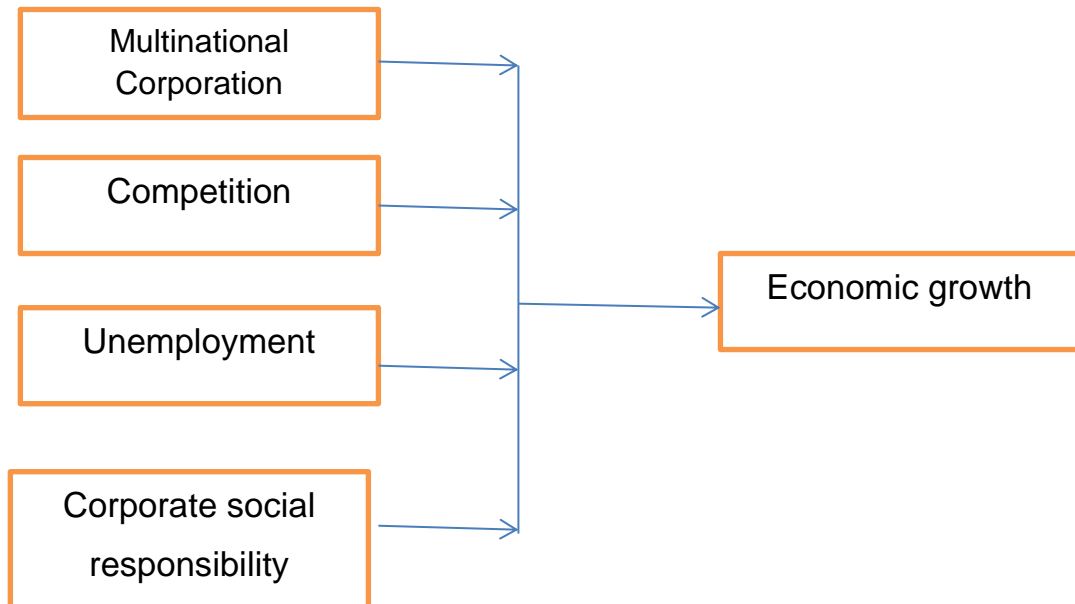 Multinational
Corporation
Competition
Unemployment
Economic growth
Corporate social
responsibility